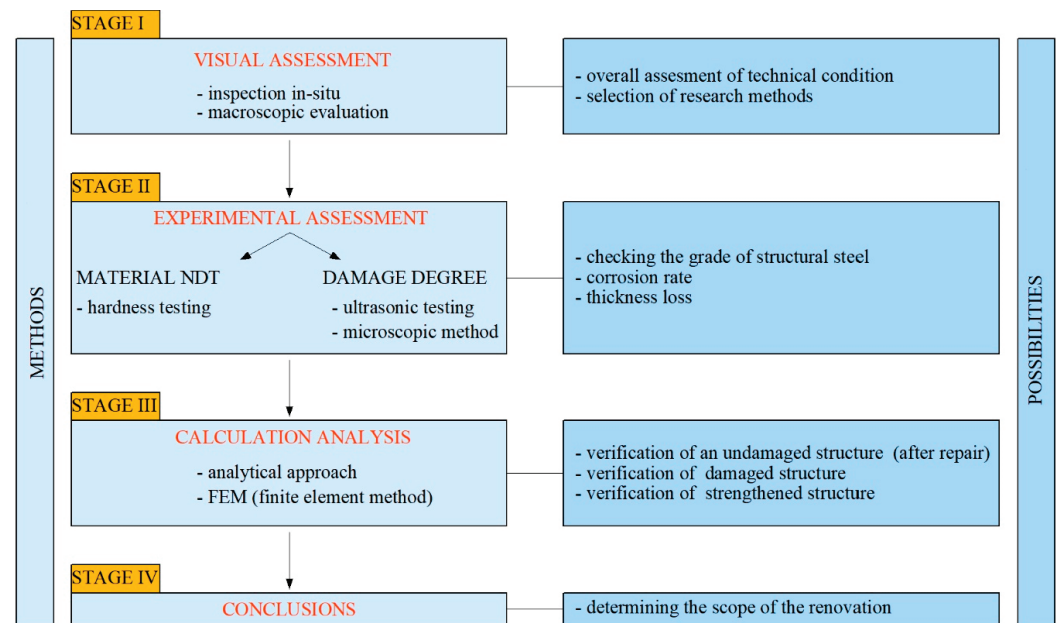 STAGE I
VISUAL ASSESSMENT
- inspection in-situ
- macroscopic evaluation
- overall assesment of technical condition
- selection of research methods
STAGE II
EXPERIMENTAL ASSESSMENT
MATERIAL NDT
- hardness testing
DAMAGE DEGREE
- ultrasonic testing
- microscopic method
- checking the grade of structural steel
- corrosion rate
- thickness loss
STAGE III
CALCULATION ANALYSIS
- analytical approach
- FEM (finite element method)
- verification of an undamaged structure (after repair)
- verification of damaged structure
- verification of strengthened structure
STAGE IV
CONCLUSIONS
- determining the scope of the renovation
METHODS
POSSIBILITIES